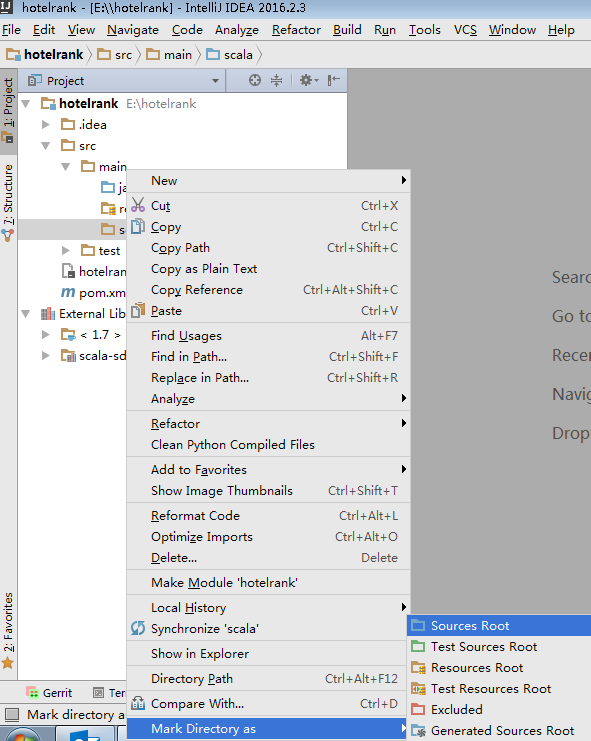 hotelrank - [E:\\hotelrank] - IntelliJ IDEA 2016.2.3
File Edit View Navigate Code Analyze Refactor Build Run Tools VCS Window Help
hotelrank src main scala
1: Project
Project
hotelrank E:\hotelrank
.idea
src
main
ja
re
s
test
hotelran
pom.xm
External Lib
< 1.7 >
scala-sd
7: Structure
2: Favorites
New
Cut Ctrl+X
Copy Ctrl+C
Copy Path Ctrl+Shift+C
Copy as Plain Text
Copy Reference Ctrl+Alt+Shift+C
Paste Ctrl+V
Find Usages Alt+F7
Find in Path... Ctrl+Shift+F
Replace in Path... Ctrl+Shift+R
Analyze
Refactor
Clean Python Compiled Files
Add to Favorites
Show Image Thumbnails Ctrl+Shift+T
Reformat Code Ctrl+Alt+L
Optimize Imports Ctrl+Alt+O
Delete... Delete
Make Module 'hotelrank'
Local History
Synchronize 'scala'
Show in Explorer
Directory Path Ctrl+Alt+F12
Compare With... Ctrl+D
Mark Directory as
Sources Root
Test Sources Root
Resources Root
Test Resources Root
Excluded
Generated Sources Root
Searc
Go to
Recen
Navig
Drop
Gerrit
Ter
Mark directory a